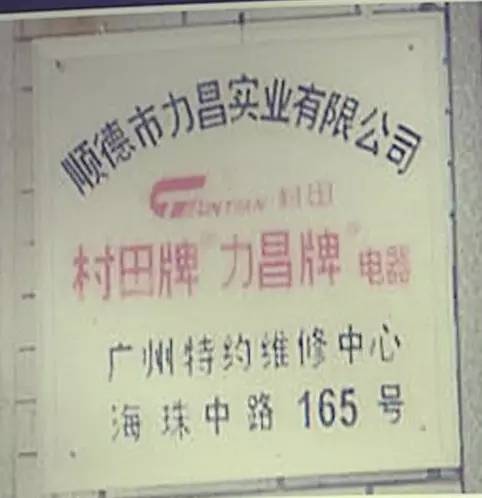 顺德市力昌实业有限公司
CUNTIAN 村田
村田牌® 力昌牌® 电器
广州特约维修中心
海珠中路 165 号